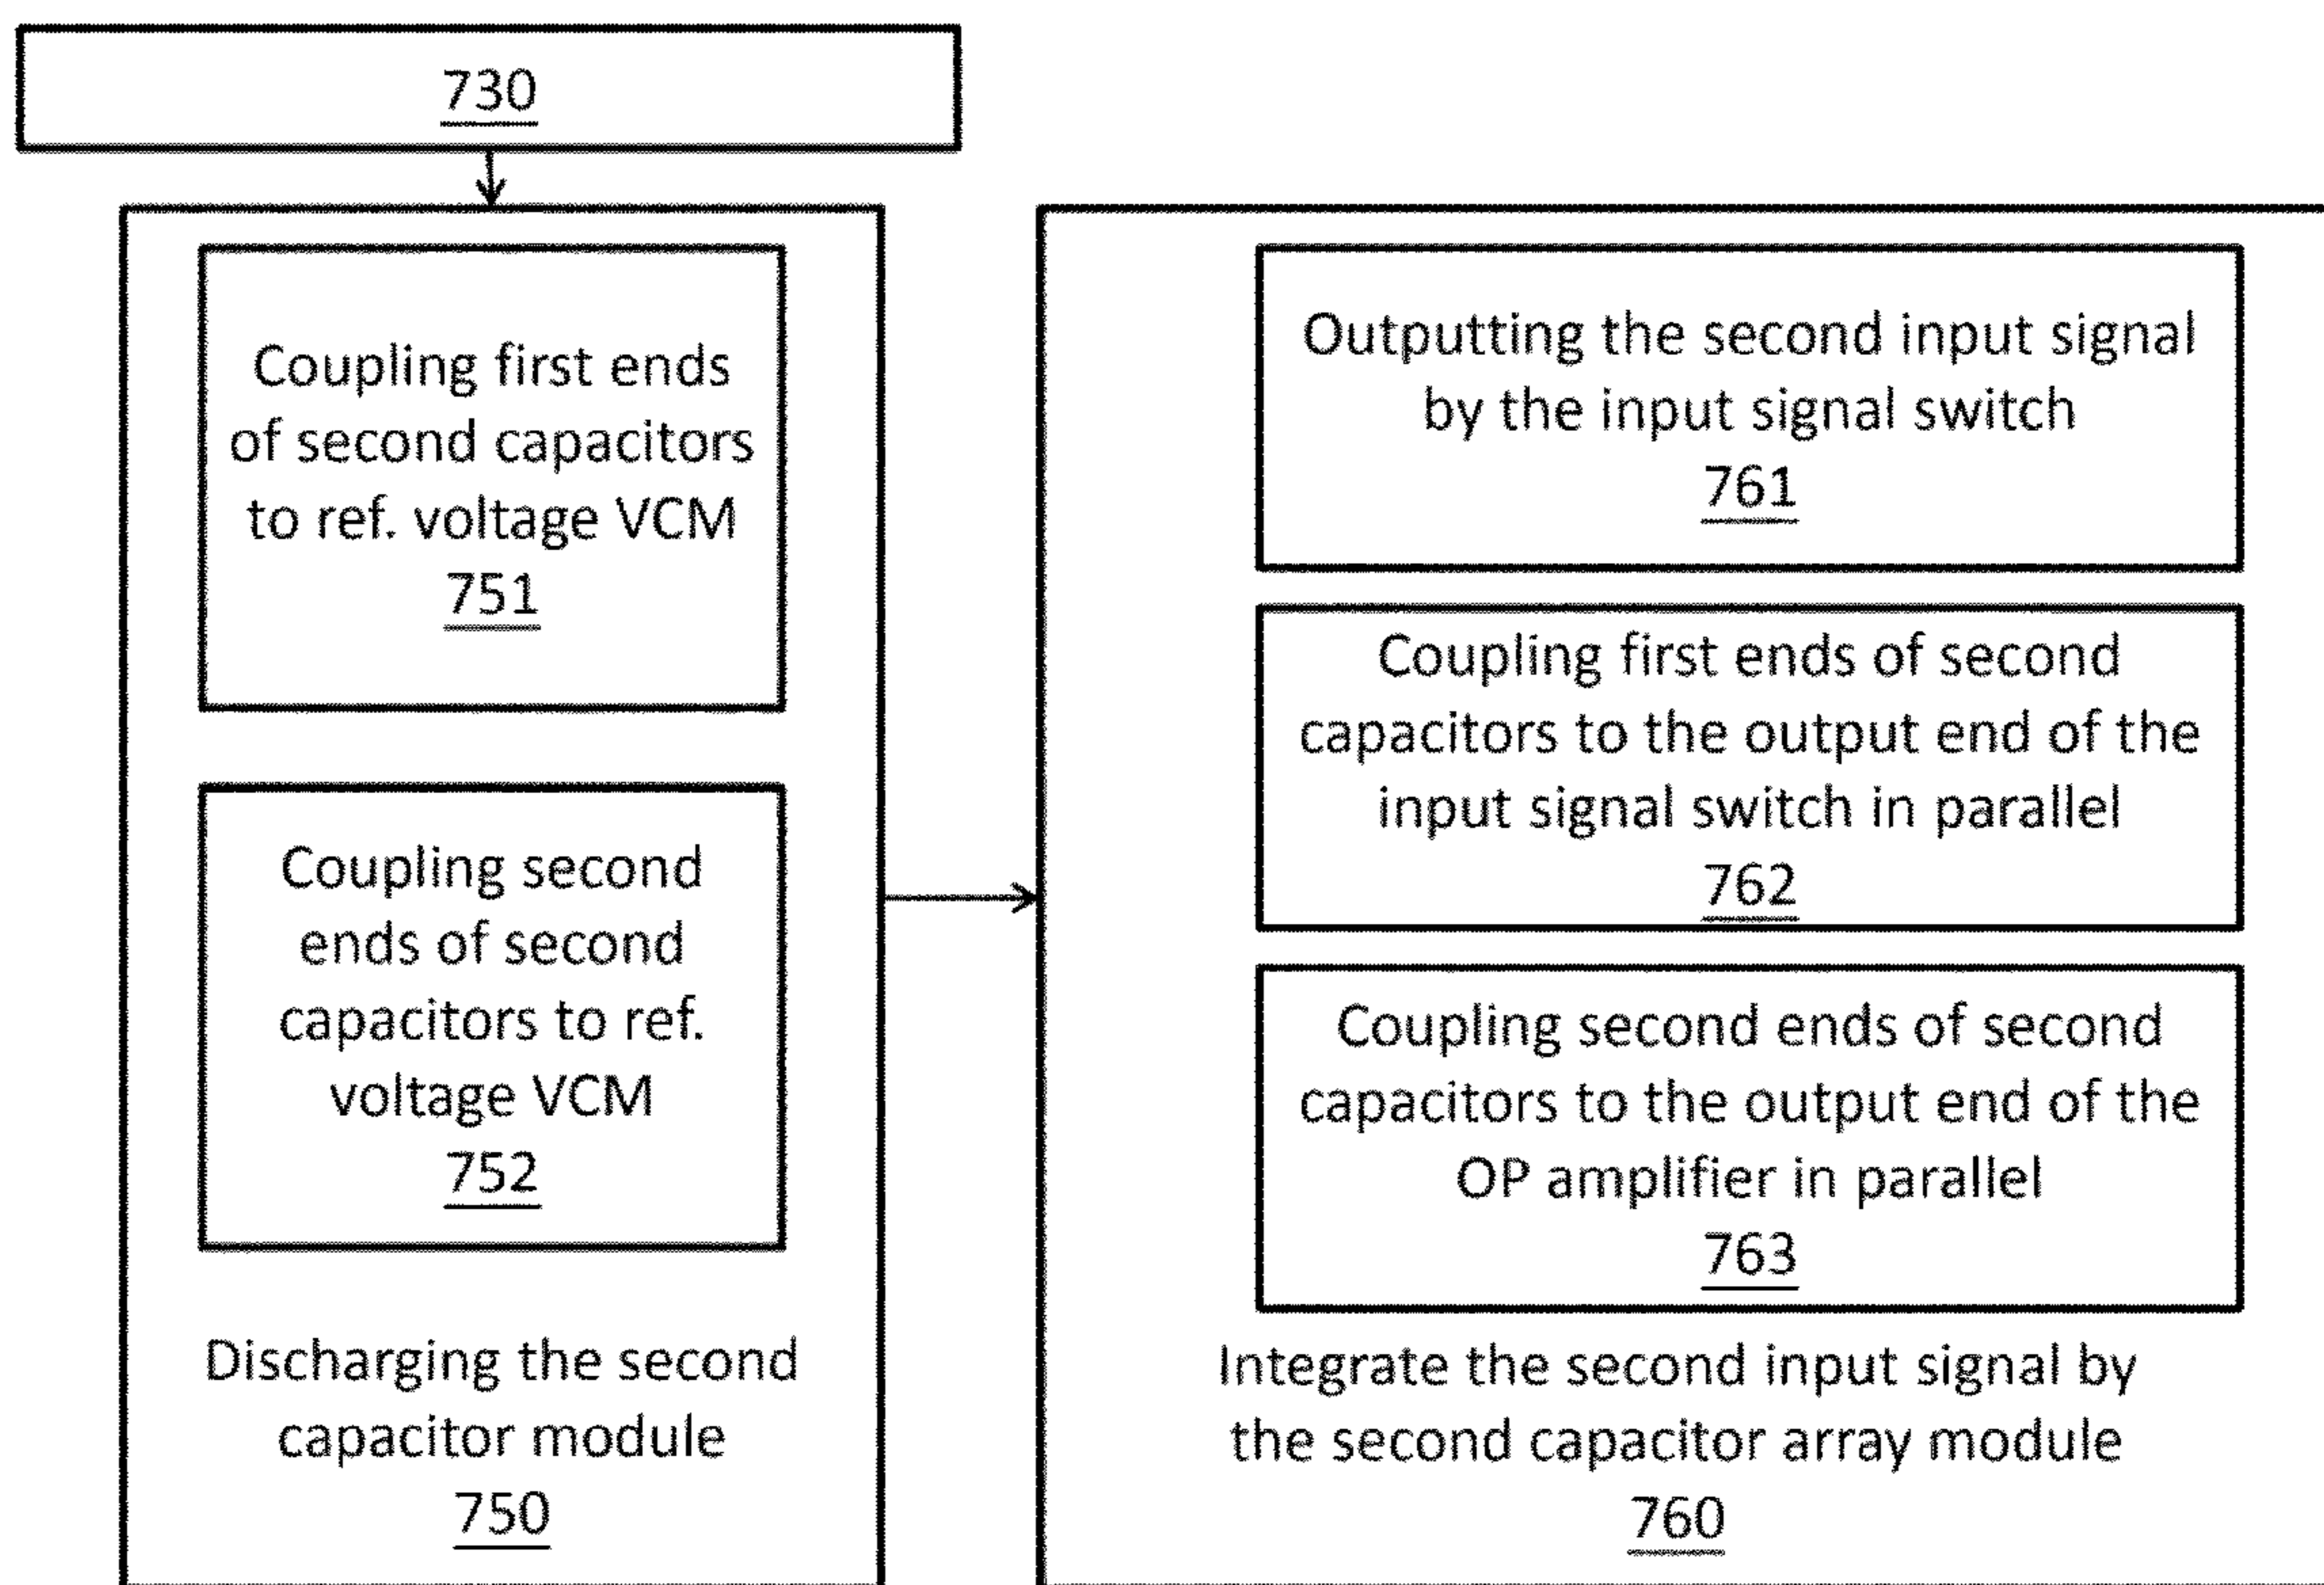 730
Coupling first ends
of second capacitors
to ref. voltage VCM
751
Coupling second
ends of second
capacitors to ref.
voltage VCM
752
Discharging the second
capacitor module
750
Outputting the second input signal
by the input signal switch
761
Coupling first ends of second
capacitors to the output end of the
input signal switch in parallel
762
Coupling second ends of second
capacitors to the output end of the
OP amplifier in parallel
763
Integrate the second input signal by
the second capacitor array module
760